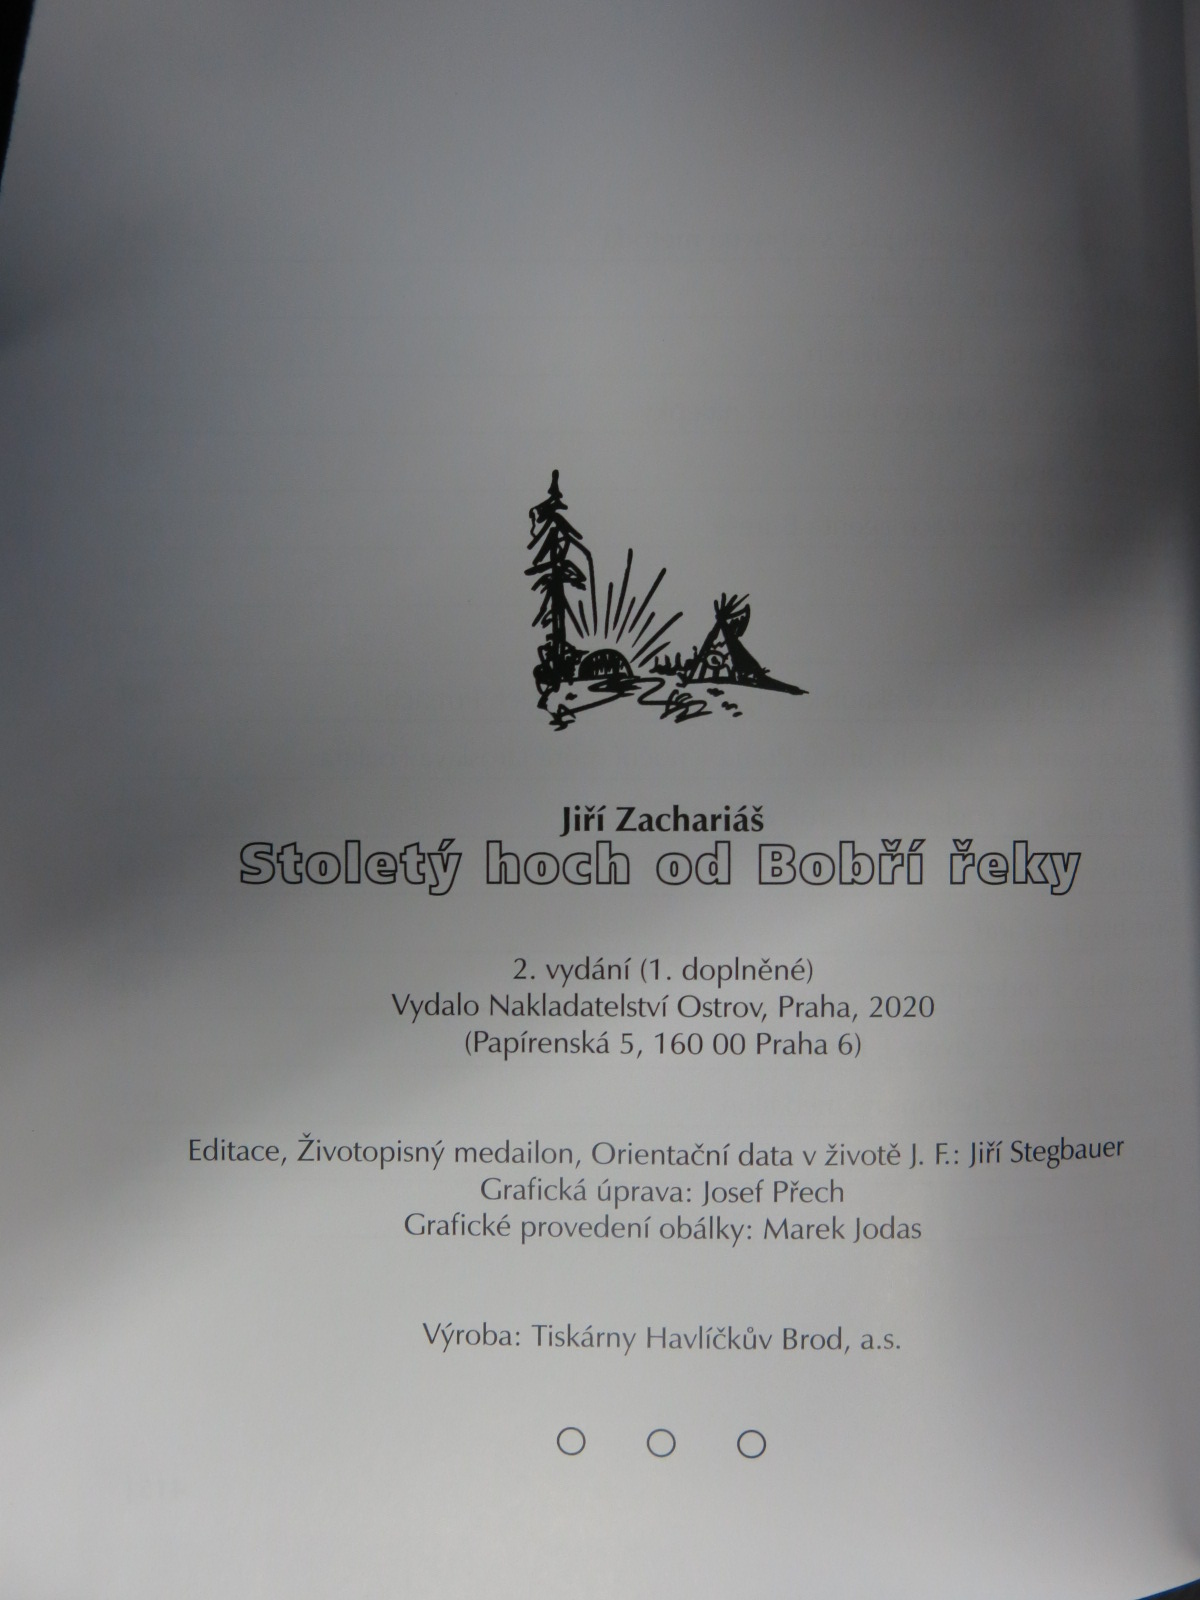 Jiří Zachariáš
Stoletý hoch od Bobří řeky
2. vydání (1. doplněné)
Vydalo Nakladatelství Ostrov, Praha, 2020
(Papírenská 5, 160 00 Praha 6)
Editace, Životopisný medailon, Orientační data v životě J. F.: Jiří Stegbauer
Grafická úprava: Josef Přech
Grafické provedení obálky: Marek Jodas
Výroba: Tiskárny Havlíčkův Brod, a.s.